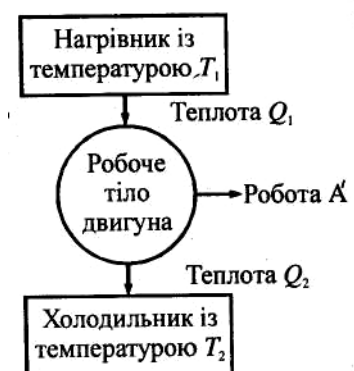 Нагрівник із
температурою T₁
Теплота Q₁
Робоче
тіло
двигуна
Робота A′
Теплота Q₂
Холодильник із
температурою T₂